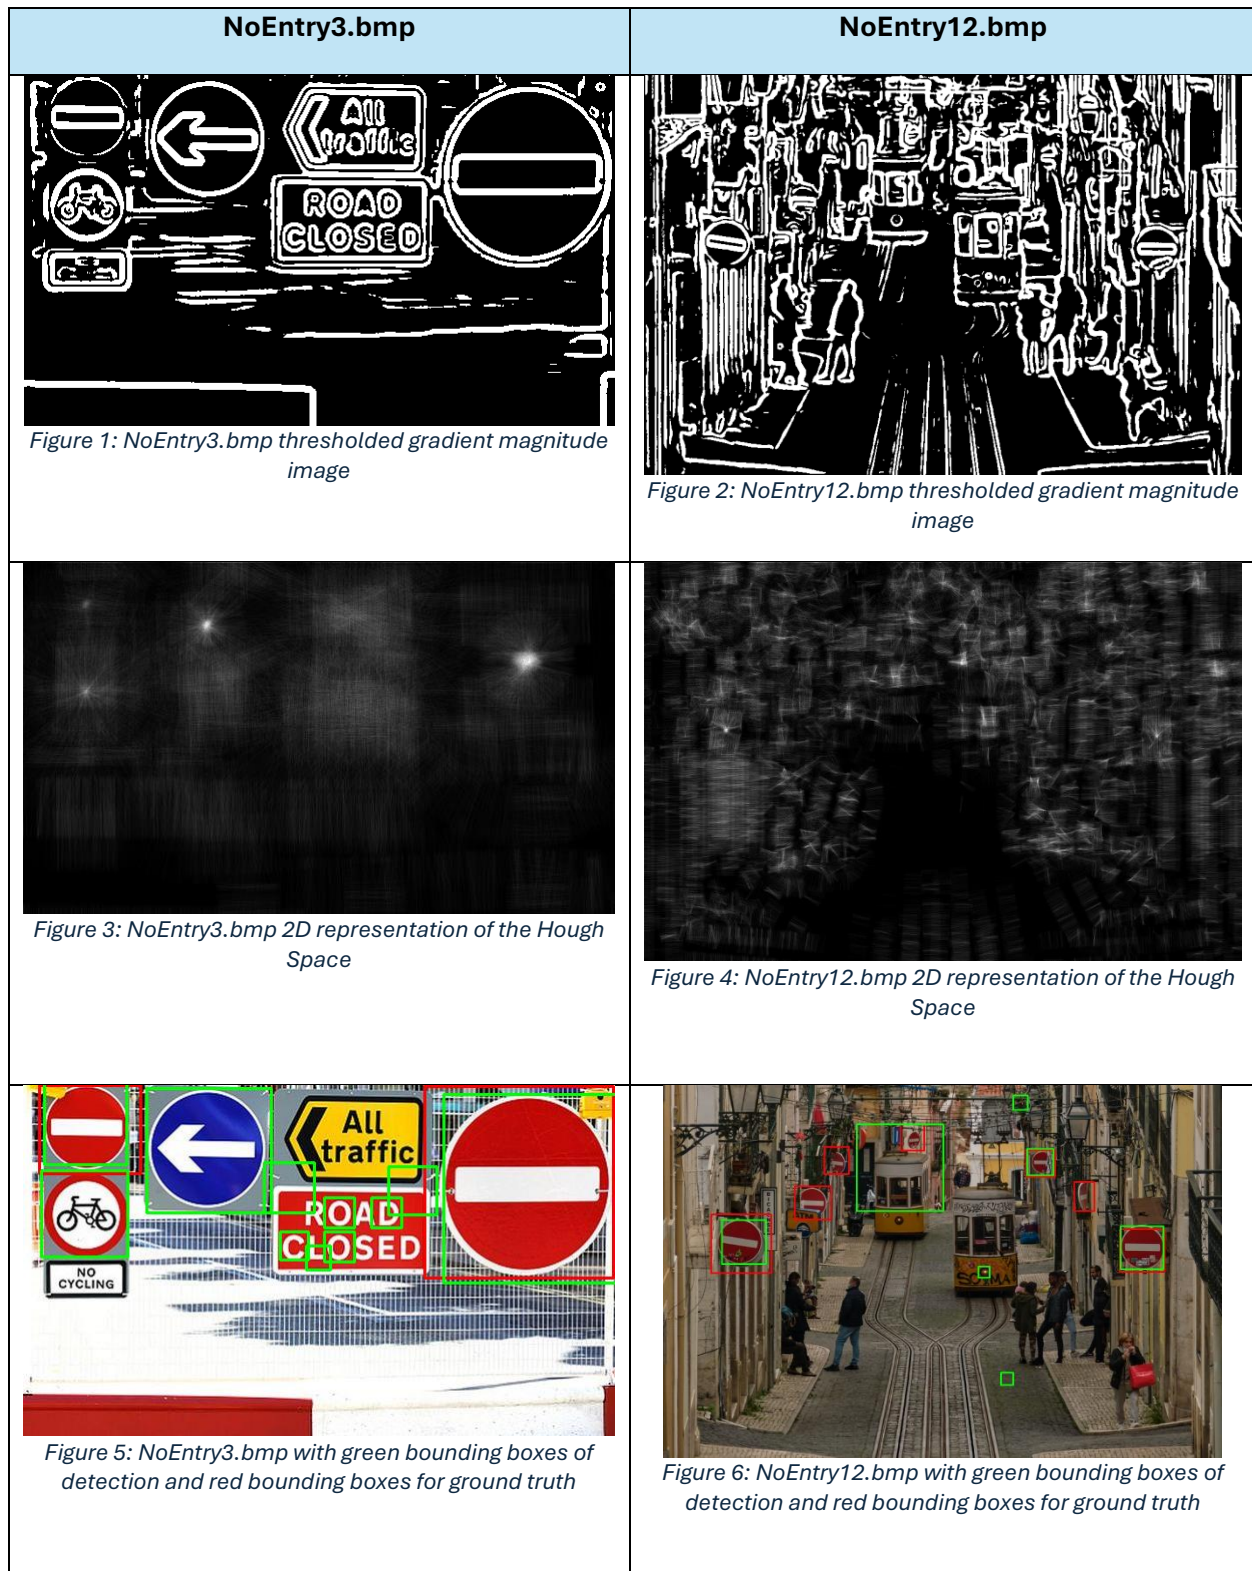 NoEntry3.bmp
NoEntry12.bmp
All
traffic
ROAD
CLOSED
Figure 1: NoEntry3.bmp thresholded gradient magnitude
image
Figure 2: NoEntry12.bmp thresholded gradient magnitude
image
Figure 3: NoEntry3.bmp 2D representation of the Hough
Space
Figure 4: NoEntry12.bmp 2D representation of the Hough
Space
All
traffic
ROAD
CLOSED
NO
CYCLING
Figure 5: NoEntry3.bmp with green bounding boxes of
detection and red bounding boxes for ground truth
Figure 6: NoEntry12.bmp with green bounding boxes of
detection and red bounding boxes for ground truth